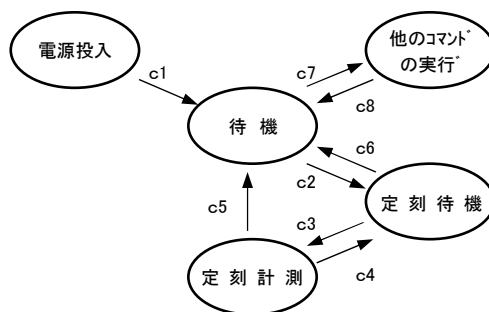 電源投入
他のコマンド
の実行゛
c1
c7
待 機
c8
c6
c2
定 刻 待 機
c5
c3
定 刻 計 測
c4